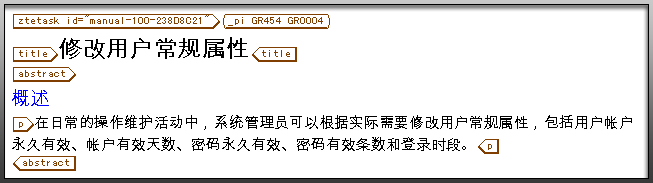 ztetask id="manual-100-238D8C21" _pi GR454 GR0004
title 修改用户常规属性 title
abstract
概述
p 在日常的操作维护活动中，系统管理员可以根据实际需要修改用户常规属性，包括用户帐户
永久有效、帐户有效天数、密码永久有效、密码有效条数和登录时段。 p
abstract